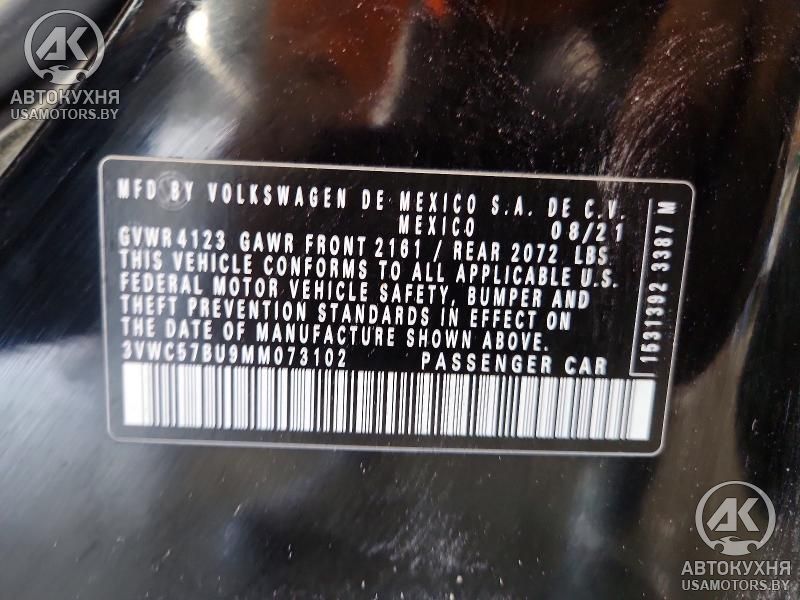 АК
АВТОКУХНЯ
USAMOTORS.BY
MFD BY VOLKSWAGEN DE MEXICO S.A. DE C.V.
MEXICO 08/21
GVWR 4123 GAWR FRONT 2161 / REAR 2072 LBS
THIS VEHICLE CONFORMS TO ALL APPLICABLE U.S.
FEDERAL MOTOR VEHICLE SAFETY, BUMPER AND
THEFT PREVENTION STANDARDS IN EFFECT ON
THE DATE OF MANUFACTURE SHOWN ABOVE.
3VWC57BU9MM073102 PASSENGER CAR
1531392 3387 M
АК
АВТОКУХНЯ
USAMOTORS.BY